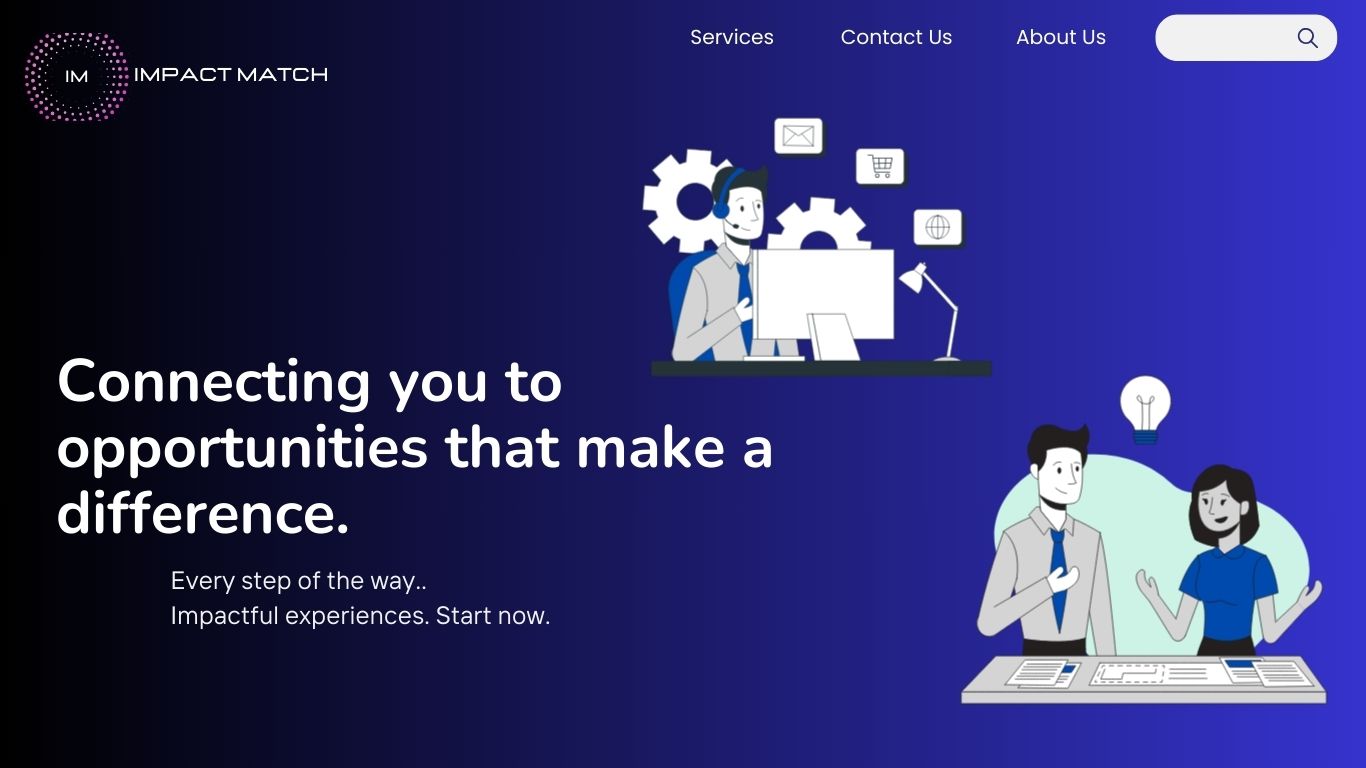 Services
Contact Us
About Us
IM
IMPACT MATCH
Connecting you to
opportunities that make a
difference.
Every step of the way..
Impactful experiences. Start now.